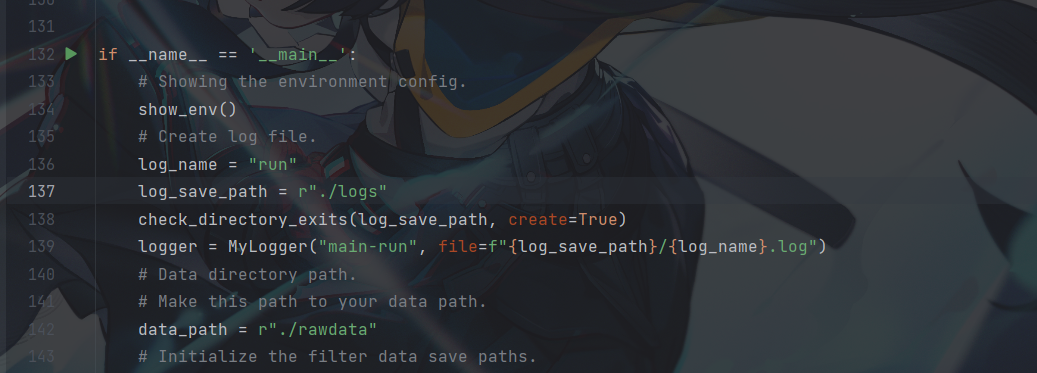 130
131
132 if __name__ == '__main__':
133 # Showing the environment config.
134 show_env()
135 # Create log file.
136 log_name = "run"
137 log_save_path = r"./logs"
138 check_directory_exits(log_save_path, create=True)
139 logger = MyLogger("main-run", file=f"{log_save_path}/{log_name}.log")
140 # Data directory path.
141 # Make this path to your data path.
142 data_path = r"./rawdata"
143 # Initialize the filter data save paths.